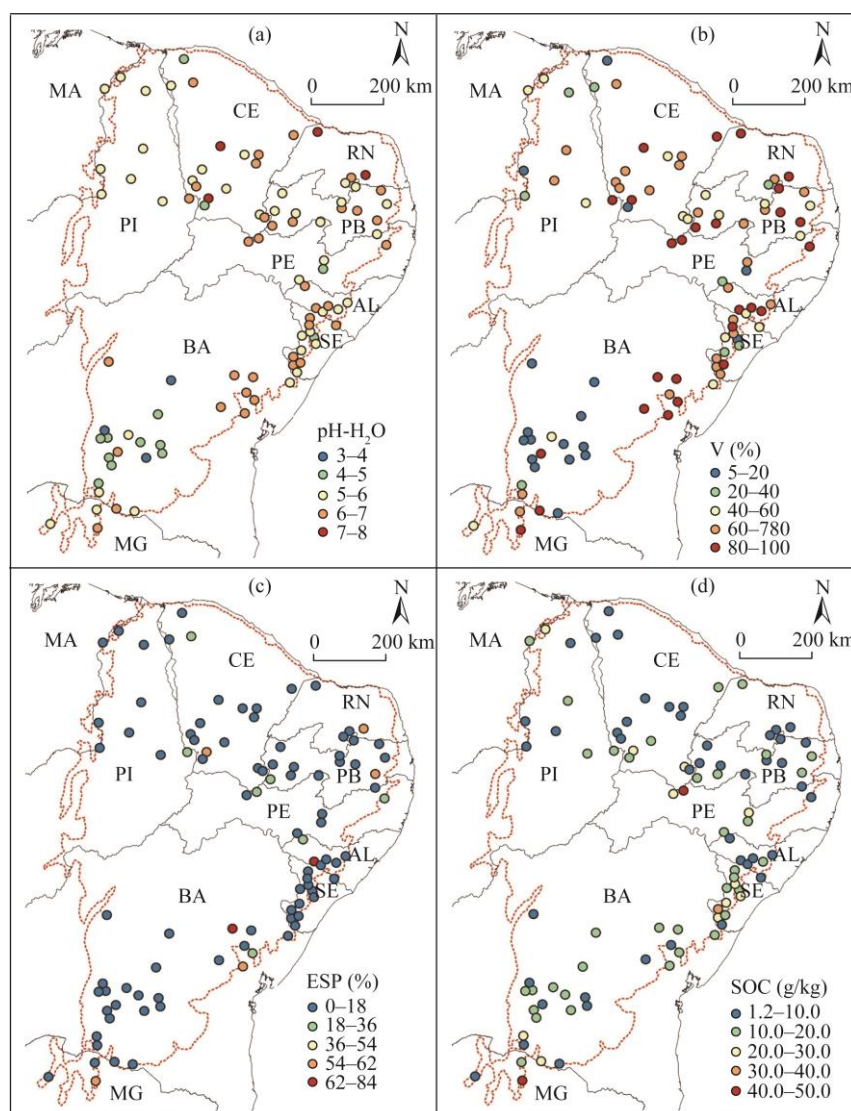 (a)
N
0 200 km
MA
CE
RN
PI
PB
PE
AL
SE
BA
MG
pH-H₂O
3–4
4–5
5–6
6–7
7–8
(b)
N
0 200 km
MA
CE
RN
PI
PB
PE
AL
SE
BA
MG
V (%)
5–20
20–40
40–60
60–780
80–100
(c)
N
0 200 km
MA
CE
RN
PI
PB
PE
AL
SE
BA
MG
ESP (%)
0–18
18–36
36–54
54–62
62–84
(d)
N
0 200 km
MA
CE
RN
PI
PB
PE
AL
SE
BA
MG
SOC (g/kg)
1.2–10.0
10.0–20.0
20.0–30.0
30.0–40.0
40.0–50.0